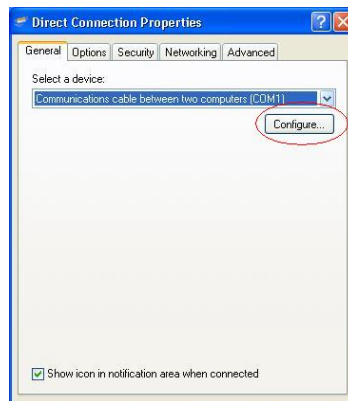 Direct Connection Properties
General Options Security Networking Advanced
Select a device:
Communications cable between two computers (COM1)
Configure...
Show icon in notification area when connected